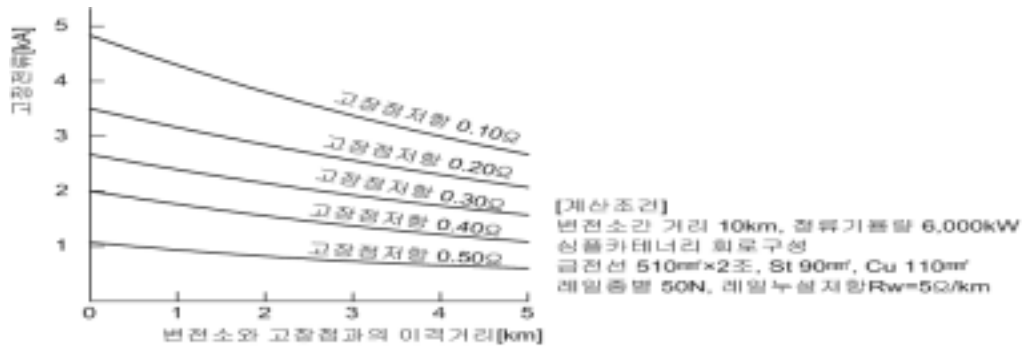 고장전류[kA]
5
4
3
2
1
고장점저항 0.10Ω
고장점저항 0.20Ω
고장점저항 0.30Ω
고장점저항 0.40Ω
고장점저항 0.50Ω
0 1 2 3 4 5
변전소와 고장점과의 이격거리[km]
[계산조건]
변전소간 거리 10km, 정류기용량 6,000kW
심플카테너리 회로구성
급전선 510㎟×2조, St 90㎟, Cu 110㎟
레일종별 50N, 레일누설저항Rw=5Ω/km